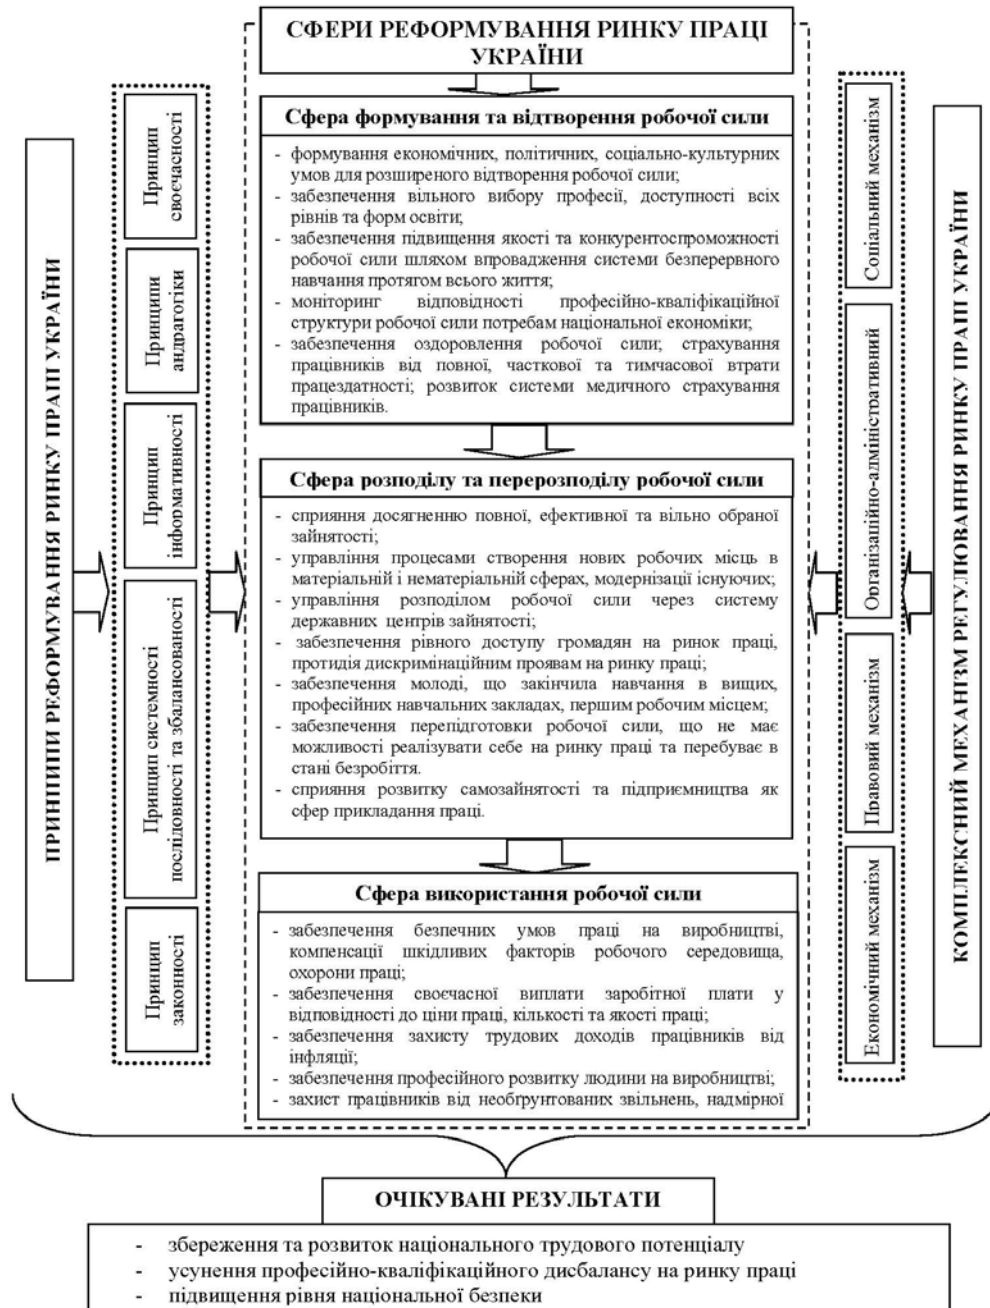 СФЕРИ РЕФОРМУВАННЯ РИНКУ ПРАЦІ
УКРАЇНИ
ПРИНЦИПИ РЕФОРМУВАННЯ РИНКУ ПРАЦІ УКРАЇНИ
Принцип
своєчасності
Принципи
андрагогіки
Принцип
інформативності
Принцип системності
послідовності та збалансованості
Принцип
законності
Сфера формування та відтворення робочої сили
- формування економічних, політичних, соціально-культурних
умов для розширеного відтворення робочої сили;
- забезпечення вільного вибору професії, доступності всіх
рівнів та форм освіти;
- забезпечення підвищення якості та конкурентоспроможності
робочої сили шляхом впровадження системи безперервного
навчання протягом всього життя;
- моніторинг відповідності професійно-кваліфікаційної
структури робочої сили потребам національної економіки;
- забезпечення оздоровлення робочої сили; страхування
працівників від повної, часткової та тимчасової втрати
працездатності; розвиток системи медичного страхування
працівників.
Сфера розподілу та перерозподілу робочої сили
- сприяння досягненню повної, ефективної та вільно обраної
зайнятості;
- управління процесами створення нових робочих місць в
матеріальній і нематеріальній сферах, модернізації існуючих;
- управління розподілом робочої сили через систему
державних центрів зайнятості;
- забезпечення рівного доступу громадян на ринок праці,
протидія дискримінаційним проявам на ринку праці;
- забезпечення молоді, що закінчила навчання в вищих,
професійних навчальних закладах, першим робочим місцем;
- забезпечення перепідготовки робочої сили, що не має
можливості реалізувати себе на ринку праці та перебуває в
стані безробіття.
- сприяння розвитку самозайнятості та підприємництва як
сфер прикладання праці.
Сфера використання робочої сили
- забезпечення безпечних умов праці на виробництві,
компенсації шкідливих факторів робочого середовища,
охорони праці;
- забезпечення своєчасної виплати заробітної плати у
відповідності до ціни праці, кількості та якості праці;
- забезпечення захисту трудових доходів працівників від
інфляції;
- забезпечення професійного розвитку людини на виробництві;
- захист працівників від необґрунтованих звільнень, надмірної
Соціальний механізм
Організаційно-адміністративний
Правовий механізм
Економічний механізм
КОМПЛЕКСНИЙ МЕХАНІЗМ РЕГУЛЮВАННЯ РИНКУ ПРАЦІ УКРАЇНИ
ОЧІКУВАНІ РЕЗУЛЬТАТИ
- збереження та розвиток національного трудового потенціалу
- усунення професійно-кваліфікаційного дисбалансу на ринку праці
- підвищення рівня національної безпеки